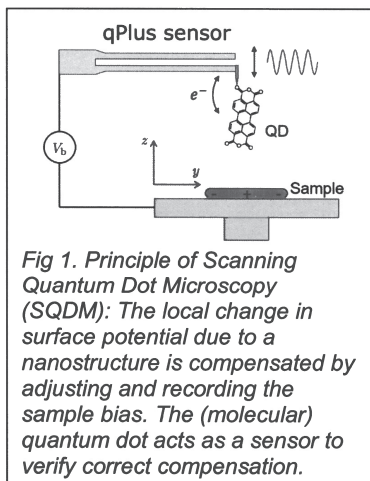 qPlus sensor
e⁻
QD
V_b
z
y
- + -
Sample
Fig 1. Principle of Scanning
Quantum Dot Microscopy
(SQDM): The local change in
surface potential due to a
nanostructure is compensated by
adjusting and recording the
sample bias. The (molecular)
quantum dot acts as a sensor to
verify correct compensation.